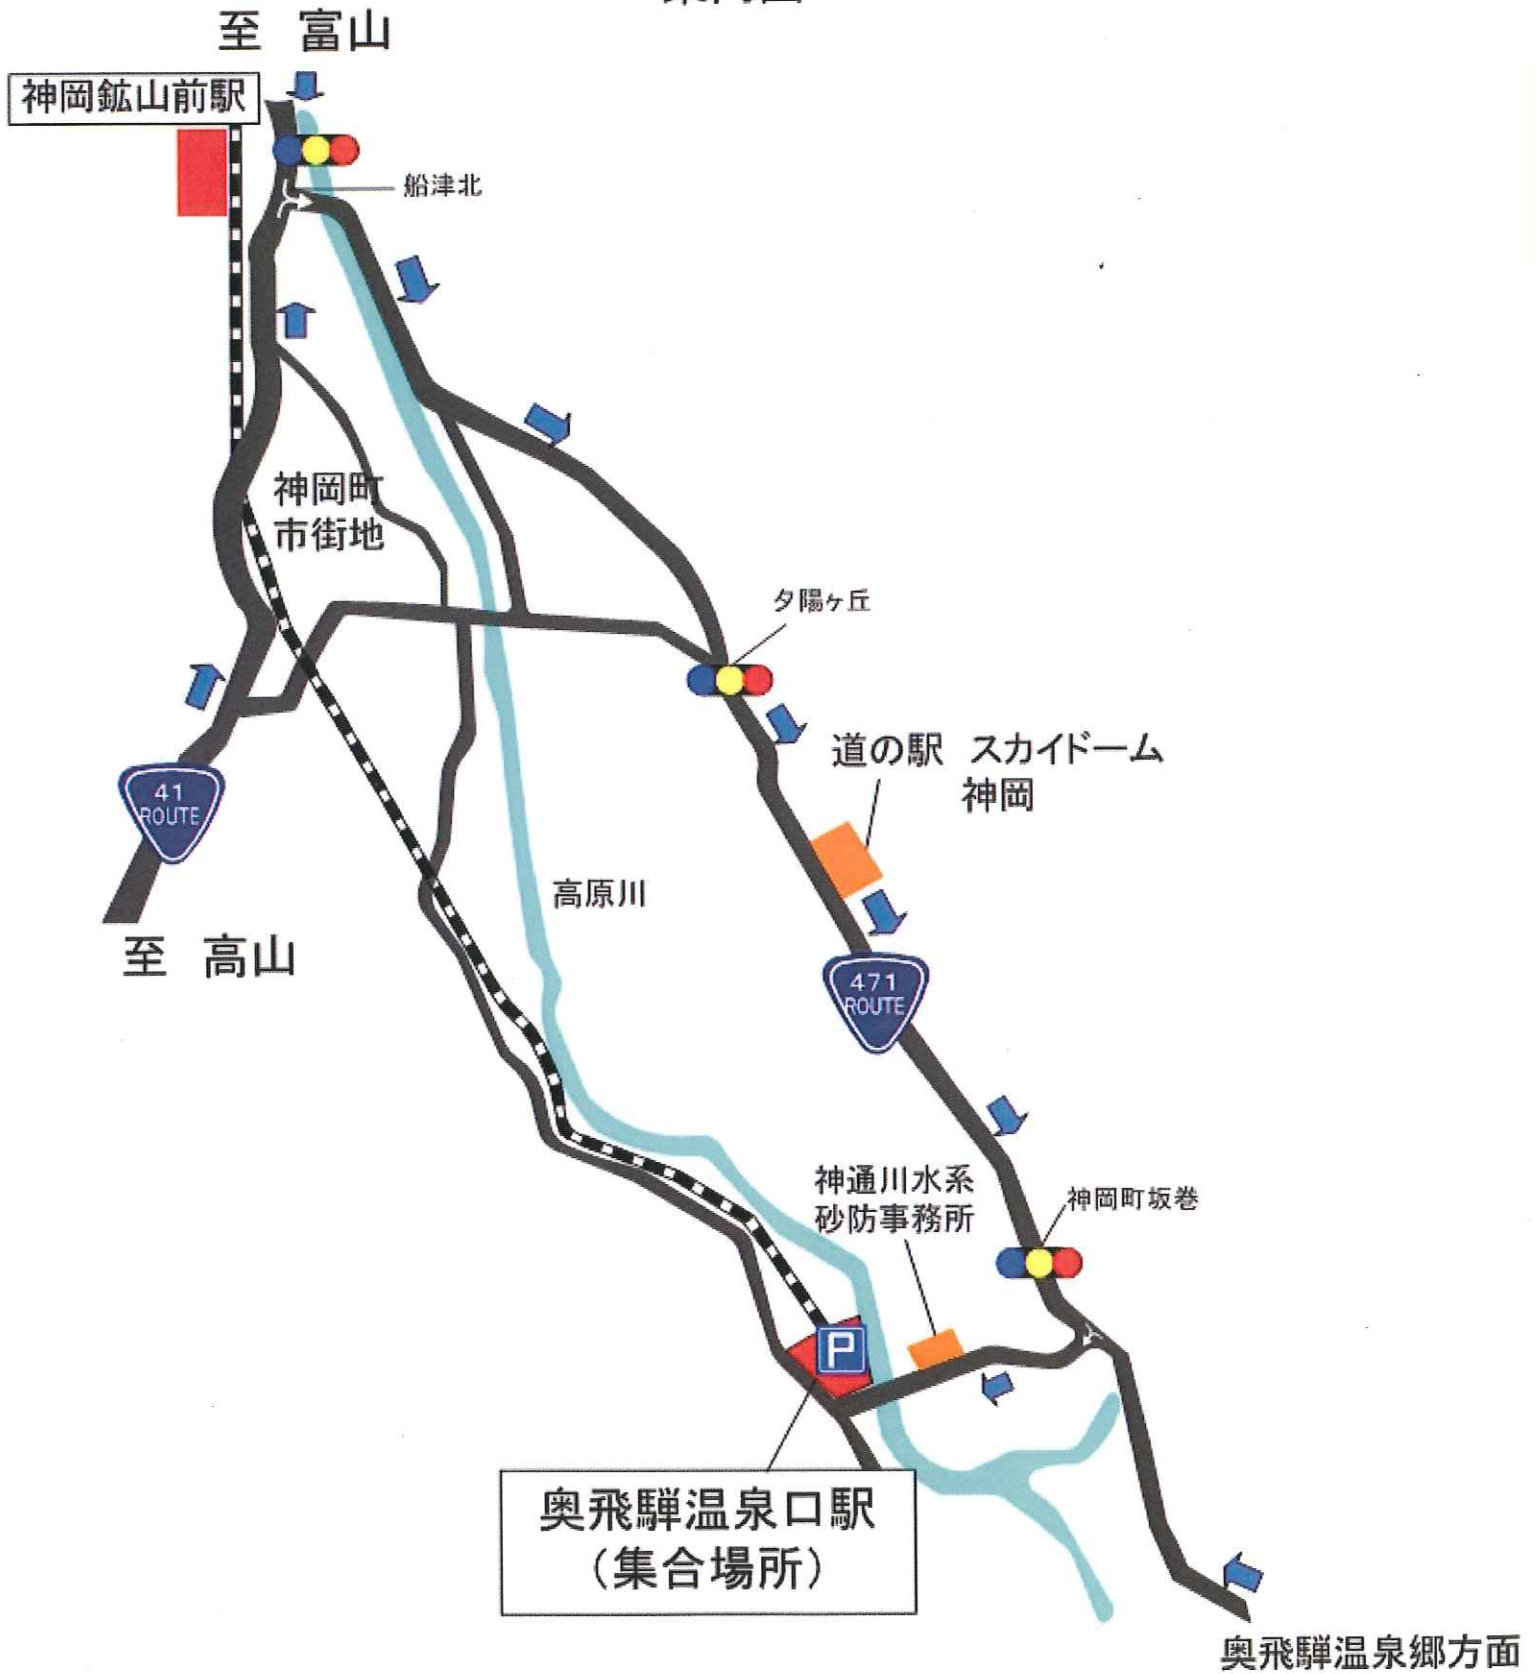 至 富山
神岡鉱山前駅
船津北
神岡町
市街地
夕陽ヶ丘
道の駅 スカイドーム
神岡
41
ROUTE
高原川
至 高山
471
ROUTE
神通川水系
砂防事務所
神岡町坂巻
P
奥飛騨温泉口駅
(集合場所)
奥飛騨温泉郷方面